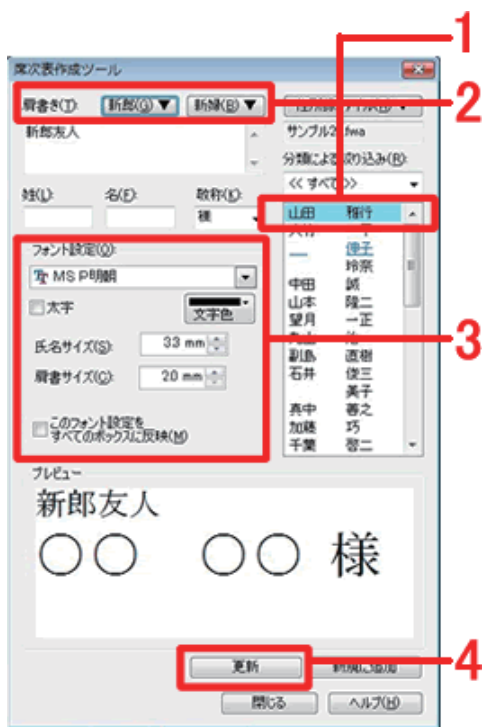 1
席次表作成ツール
肩書き(T):
新郎(G)▼
新婦(B)▼
2
新郎友人
サンプル2.fwa
分類による絞り込み(R):
<< すべて>>
姓(L):
名(F):
敬称(K):
様
山田 雅行
伸子
玲奈
中田 誠
山本 隆二
望月 一正
副島 直樹
石井 俊三
美子
真中 善之
加藤 巧
千葉 啓二
フォント設定(O):
MS P明朝
太字
文字色
氏名サイズ(S): 33 mm
肩書サイズ(C): 20 mm
このフォント設定を
すべてのボックスに反映(M)
3
プレビュー
新郎友人
○○ ○○ 様
更新
新規に追加
4
閉じる
ヘルプ(H)